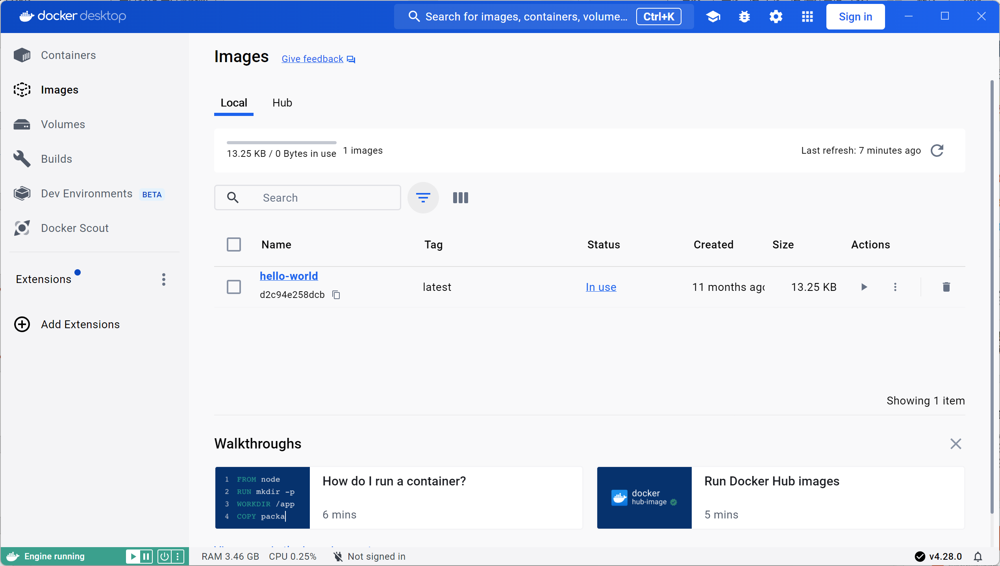 docker desktop
Search for images, containers, volume... Ctrl+K
Sign in
Containers
Images
Volumes
Builds
Dev Environments BETA
Docker Scout
Extensions
Add Extensions
Images Give feedback
Local Hub
13.25 KB / 0 Bytes in use 1 images
Last refresh: 7 minutes ago
Search
Name Tag Status Created Size Actions
hello-world
d2c94e258dcb
latest In use 11 months ago 13.25 KB
Showing 1 item
Walkthroughs
1 FROM node
2 RUN mkdir -p
3 WORKDIR /app
4 COPY packa
How do I run a container?
6 mins
docker
hub-image
Run Docker Hub images
5 mins
Engine running
RAM 3.46 GB CPU 0.25% Not signed in
v4.28.0